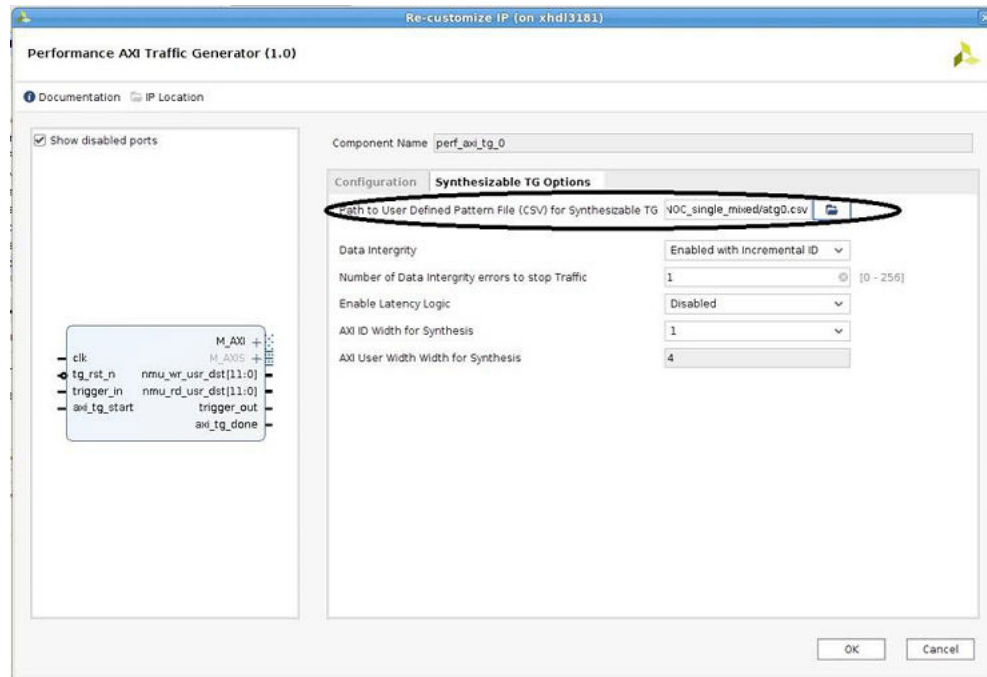 Re-customize IP (on xhdl3181)
Performance AXI Traffic Generator (1.0)
Documentation IP Location
Show disabled ports
M_AXI
clk M_AXIS
tg_rst_n nmu_wr_usr_dst[11:0]
trigger_in nmu_rd_usr_dst[11:0]
axi_tg_start trigger_out
axi_tg_done
Component Name perf_axi_tg_0
Configuration Synthesizable TG Options
Path to User Defined Pattern File (CSV) for Synthesizable TG NOC_single_mixed/atg0.csv
Data Intergrity Enabled with Incremental ID
Number of Data Intergrity errors to stop Traffic 1 [0 - 256]
Enable Latency Logic Disabled
AXI ID Width for Synthesis 1
AXI User Width Width for Synthesis 4
OK Cancel